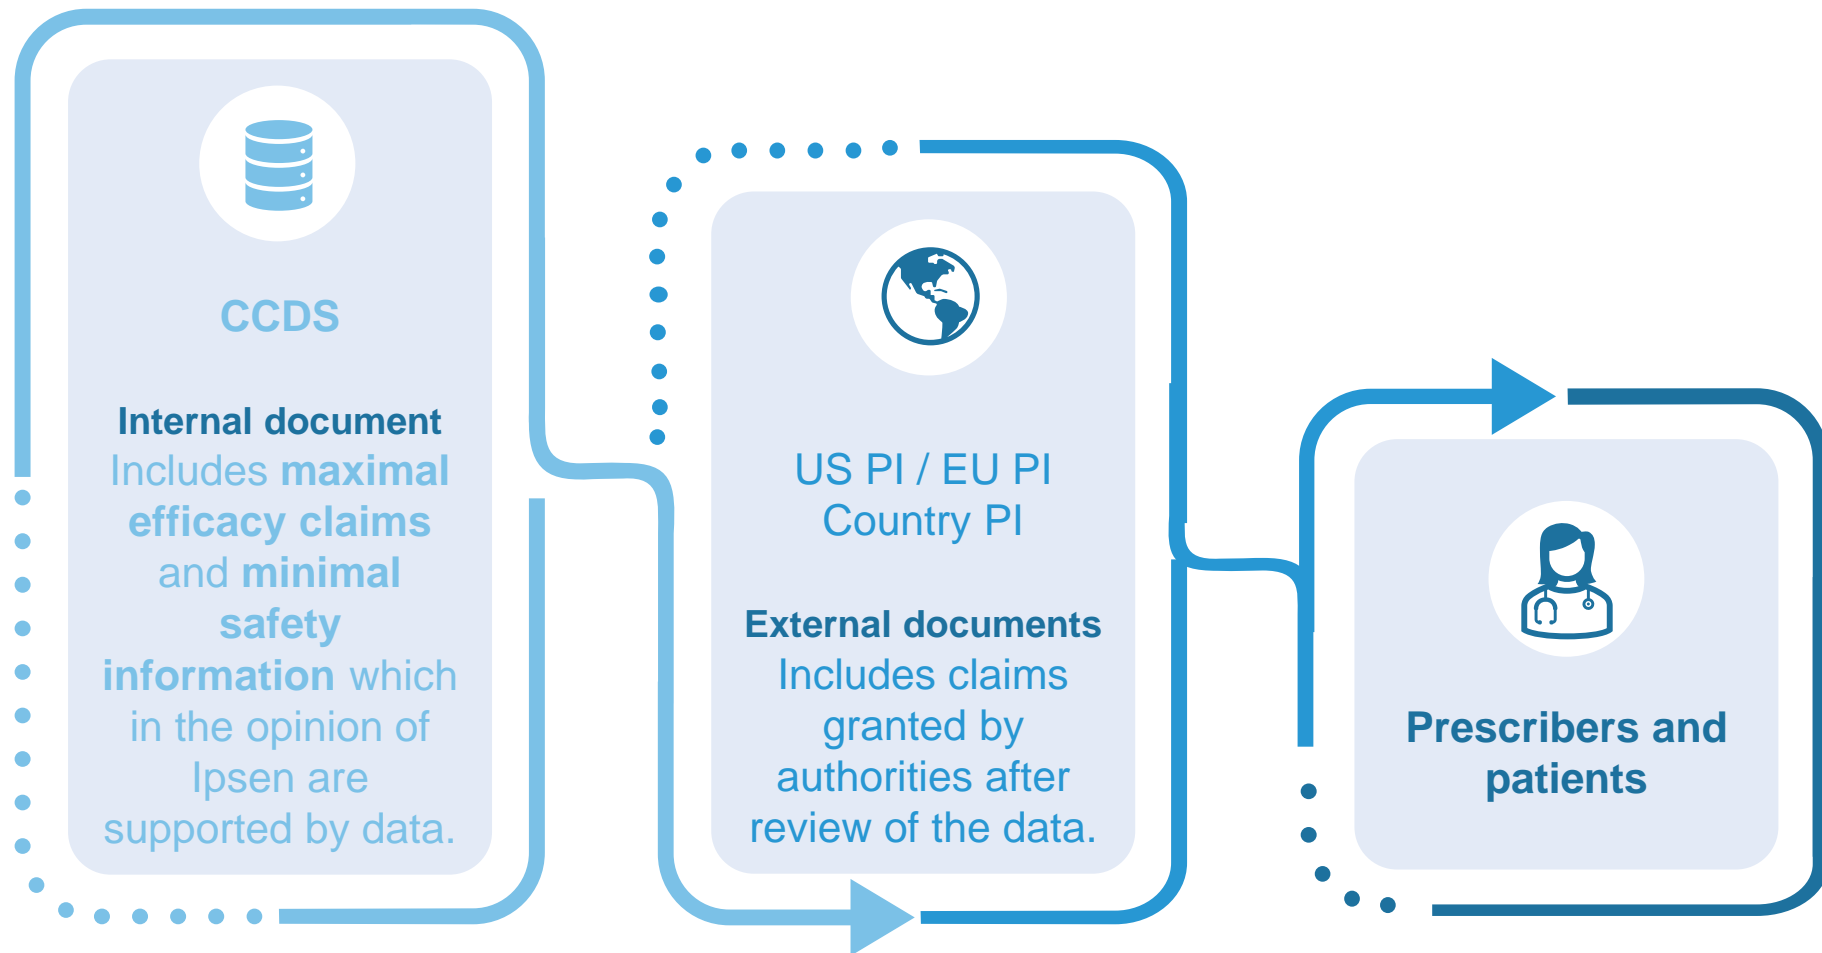 CCDS
Internal document
Includes maximal
efficacy claims
and minimal
safety
information which
in the opinion of
Ipsen are
supported by data.
US PI / EU PI
Country PI
External documents
Includes claims
granted by
authorities after
review of the data.
Prescribers and
patients